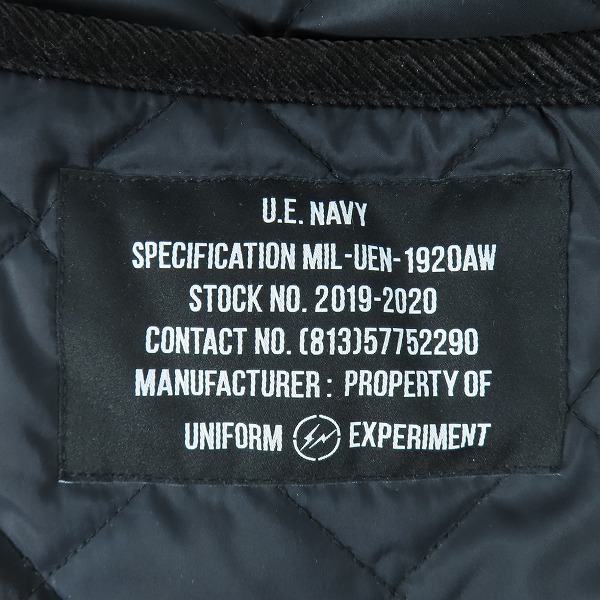 U.E. NAVY
SPECIFICATION MIL-UEN-1920AW
STOCK NO. 2019-2020
CONTACT NO. (813)57752290
MANUFACTURER: PROPERTY OF
UNIFORM EXPERIMENT